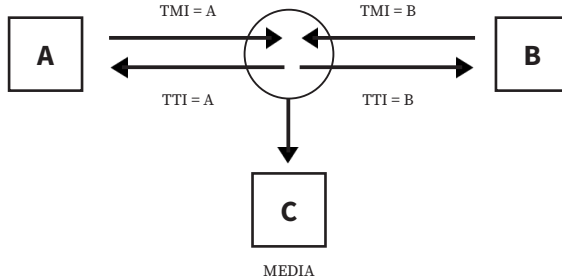 TMI = A
TMI = B
A
B
TTI = A
TTI = B
C
MEDIA